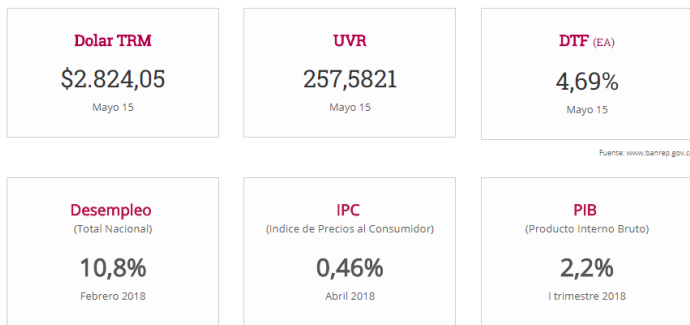 Dolar TRM
$2.824,05
Mayo 15
UVR
257,5821
Mayo 15
DTF (EA)
4,69%
Mayo 15
Fuente: www.banrep.gov.c
Desempleo
(Total Nacional)
10,8%
Febrero 2018
IPC
(Indice de Precios al Consumidor)
0,46%
Abril 2018
PIB
(Producto Interno Bruto)
2,2%
I trimestre 2018